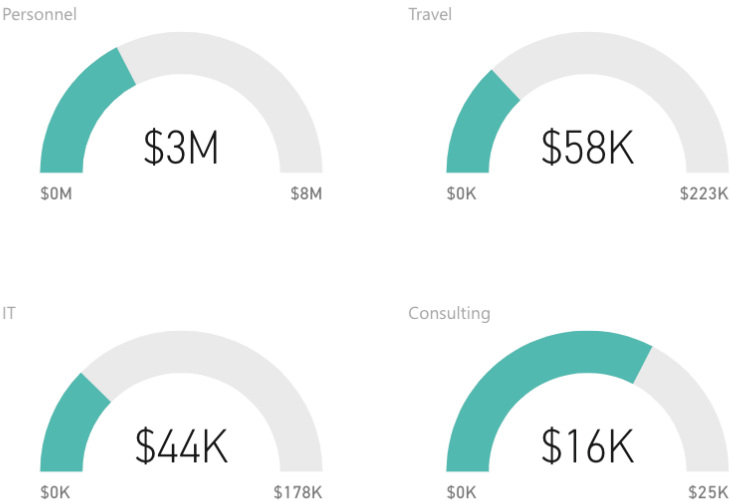 Personnel
$3M
$0M
$8M
Travel
$58K
$0K
$223K
IT
$44K
$0K
$178K
Consulting
$16K
$0K
$25K